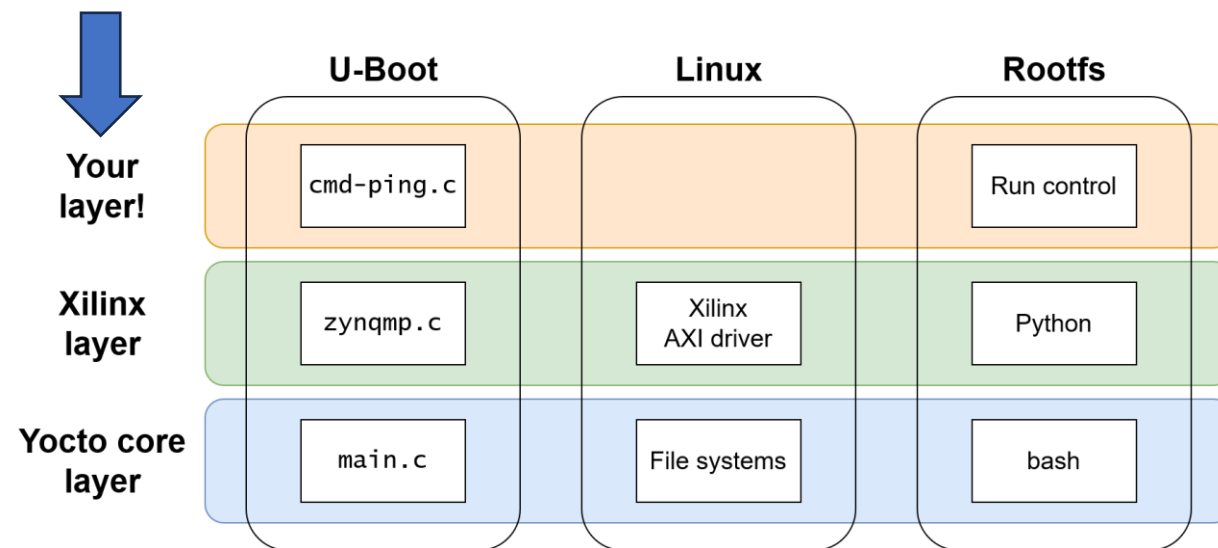 U-Boot
Linux
Rootfs
Your
layer!
cmd-ping.c
Run control
Xilinx
layer
zynqmp.c
Xilinx
AXI driver
Python
Yocto core
layer
main.c
File systems
bash